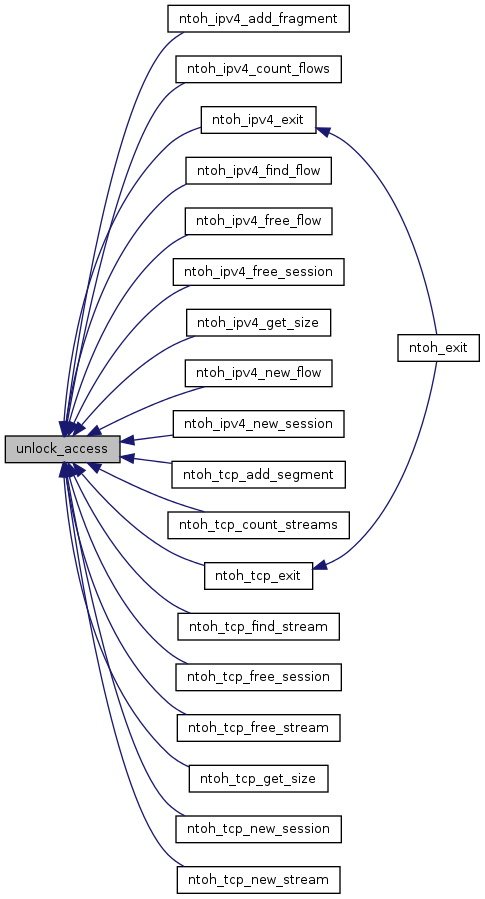 ntoh_ipv4_add_fragment
ntoh_ipv4_count_flows
ntoh_ipv4_exit
ntoh_ipv4_find_flow
ntoh_ipv4_free_flow
ntoh_ipv4_free_session
ntoh_ipv4_get_size
ntoh_exit
ntoh_ipv4_new_flow
ntoh_ipv4_new_session
unlock_access
ntoh_tcp_add_segment
ntoh_tcp_count_streams
ntoh_tcp_exit
ntoh_tcp_find_stream
ntoh_tcp_free_session
ntoh_tcp_free_stream
ntoh_tcp_get_size
ntoh_tcp_new_session
ntoh_tcp_new_stream